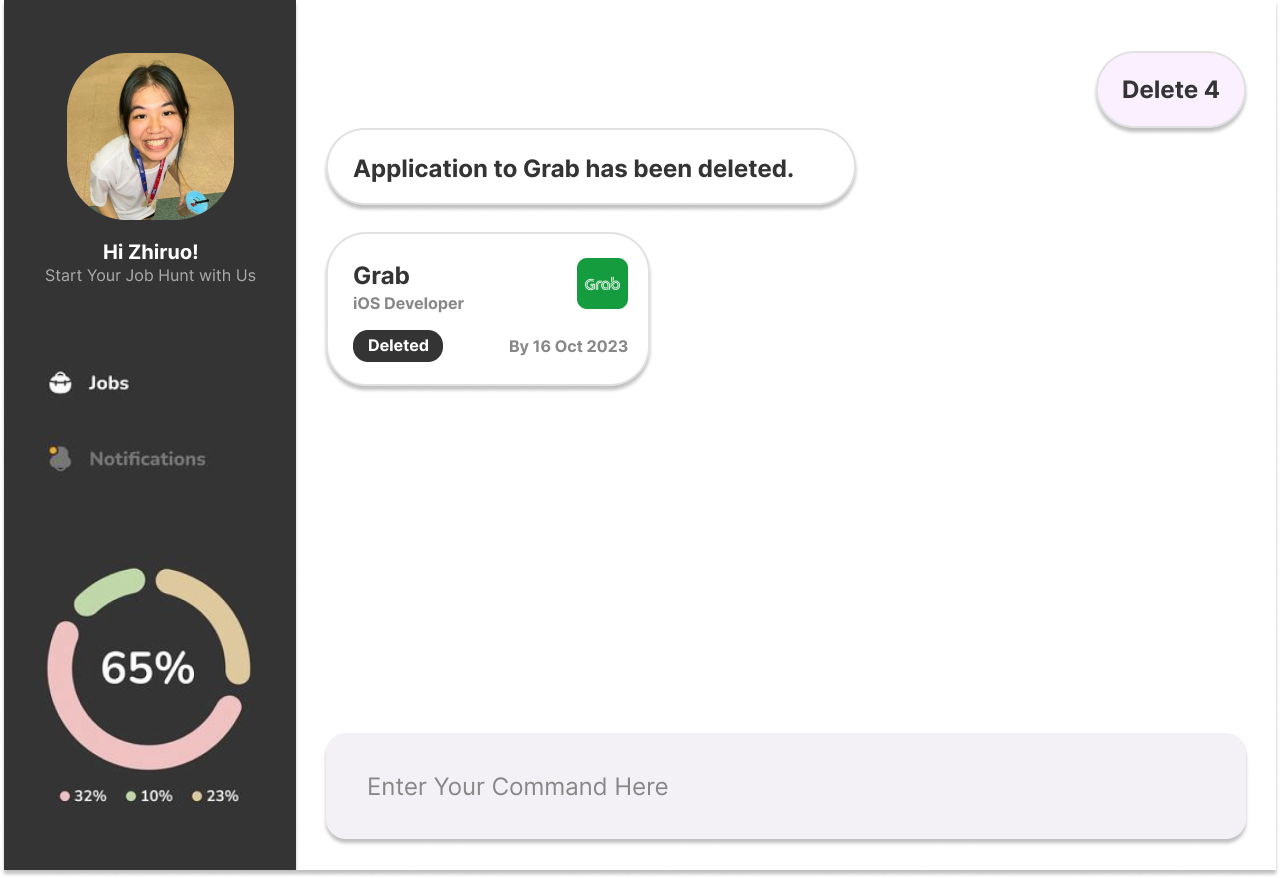 Hi Zhiruo!
Start Your Job Hunt with Us
Jobs
Notifications
65%
32% 10% 23%
Delete 4
Application to Grab has been deleted.
Grab
Grab
iOS Developer
Deleted
By 16 Oct 2023
Enter Your Command Here